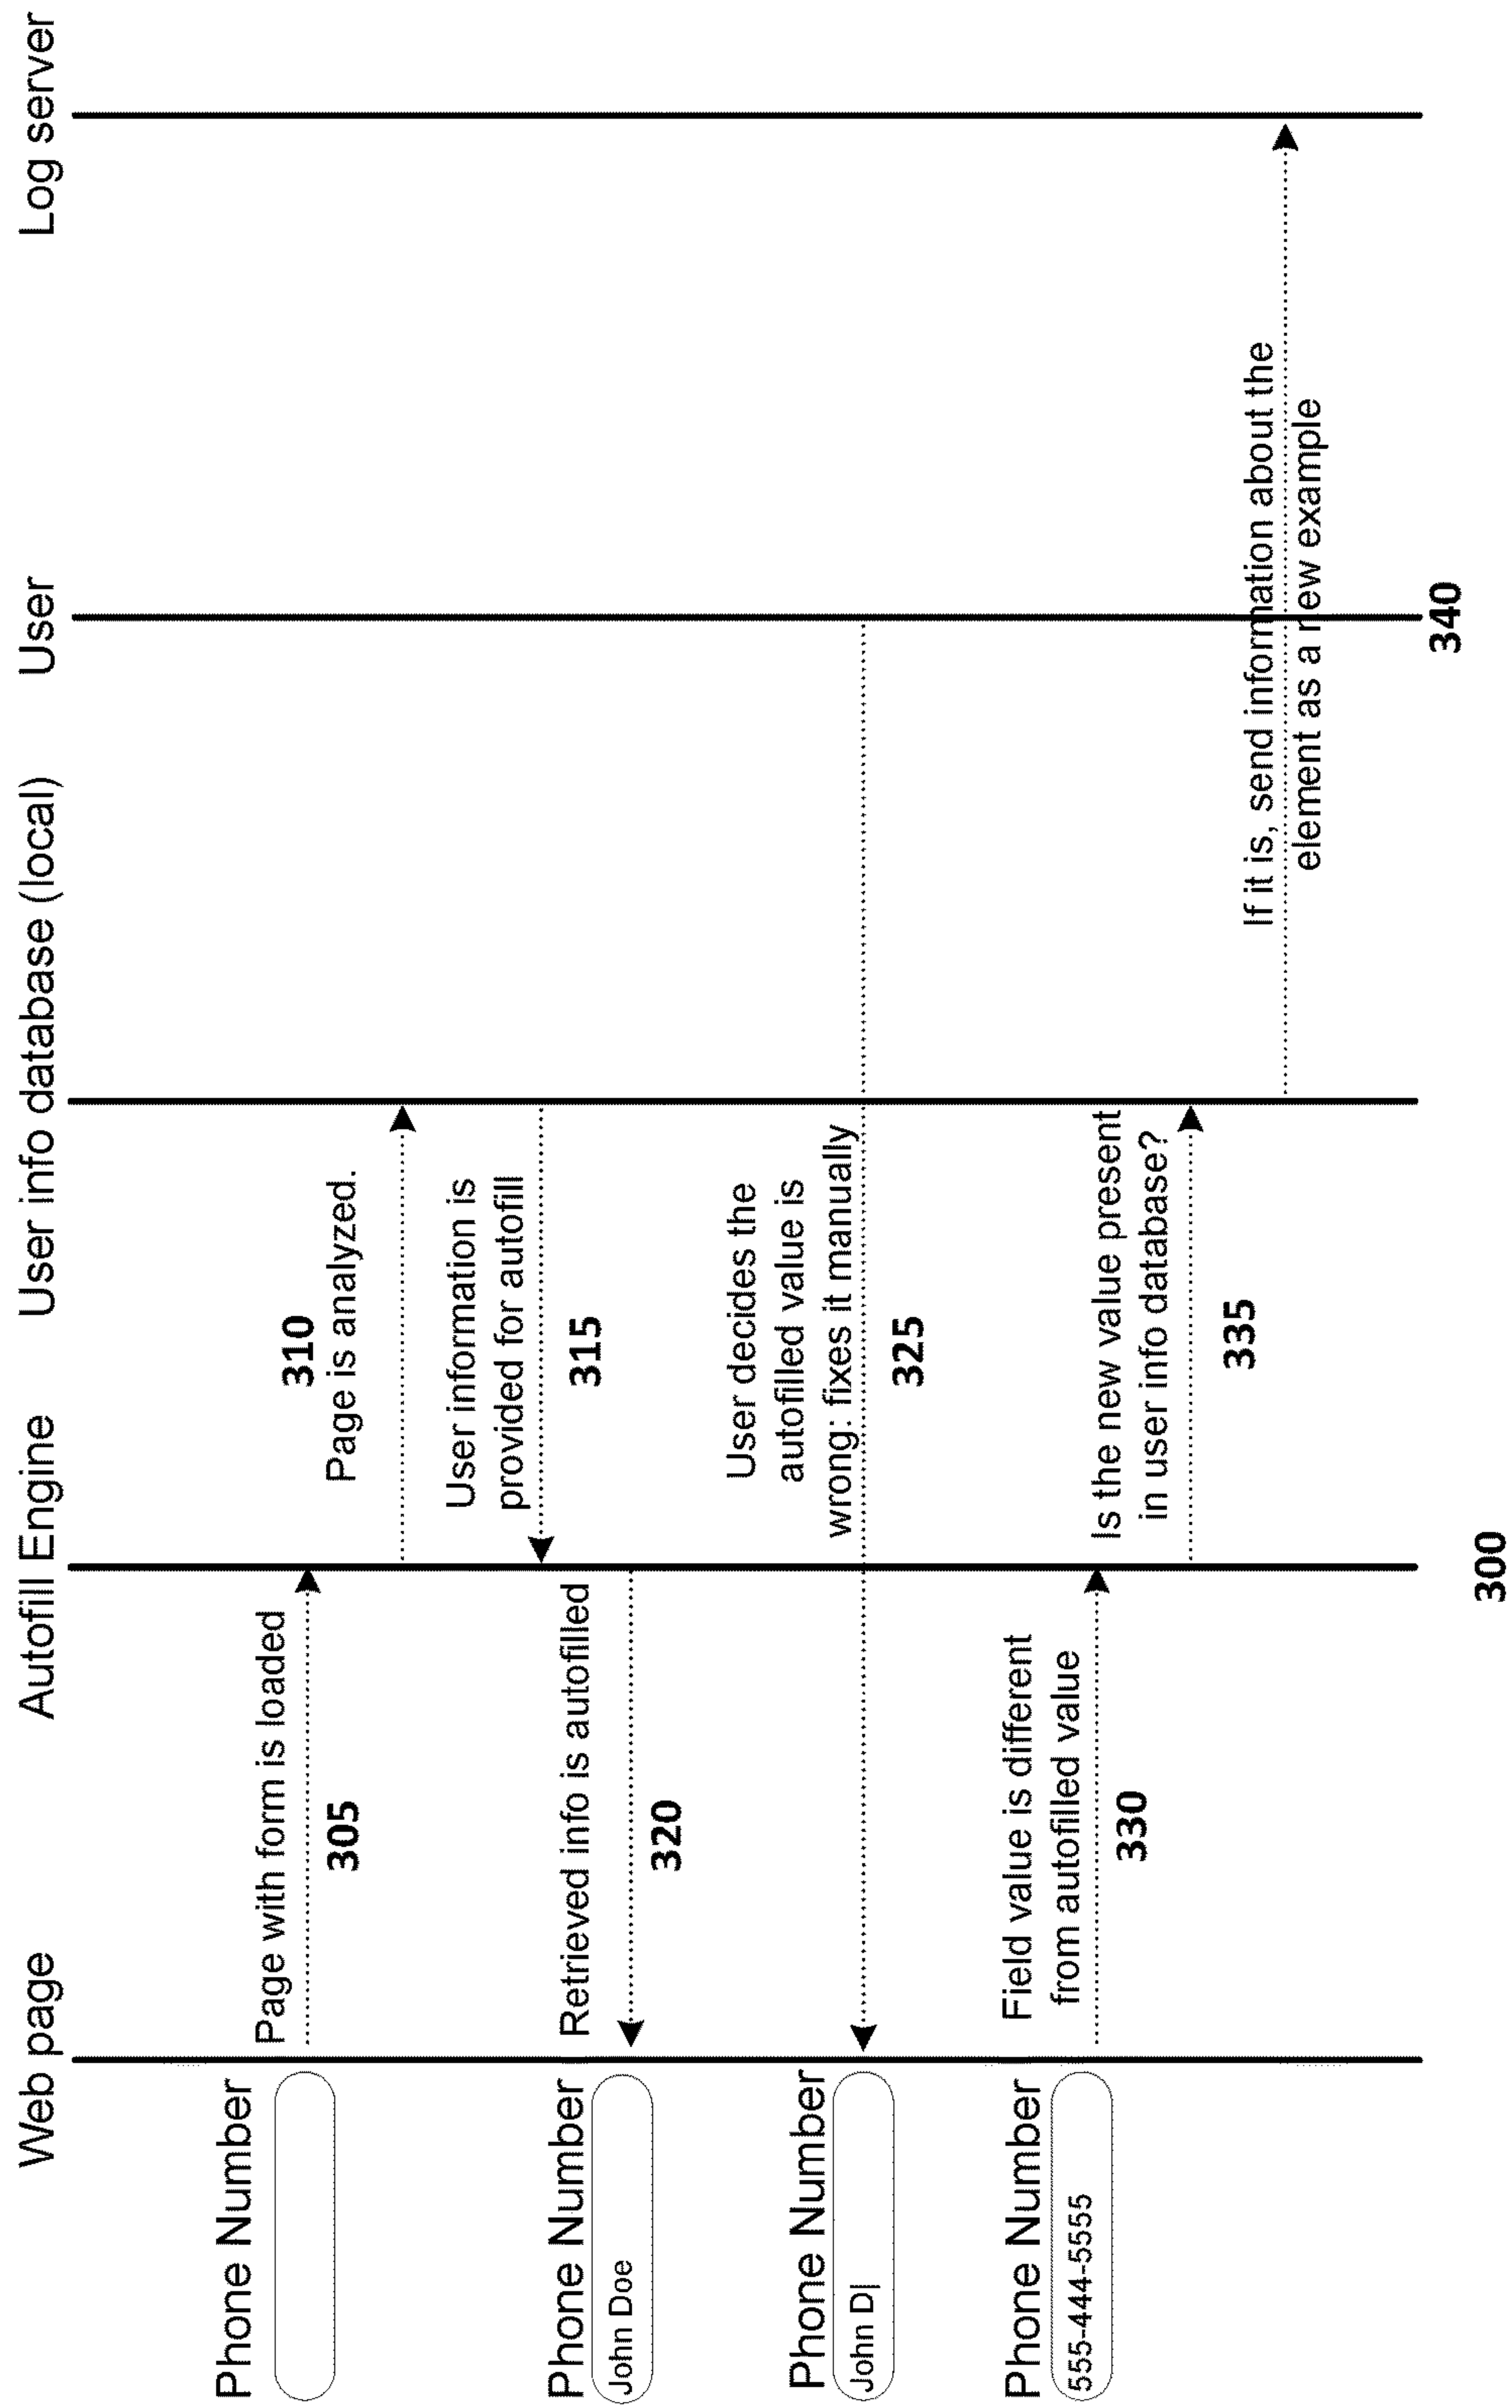 Web page
Autofill Engine
User info database (local)
User
Log server
Phone Number
Page with form is loaded
305
310
Page is analyzed.
User information is
provided for autofill
315
Phone Number
John Doe
Retrieved info is autofilled
320
Phone Number
John D|
User decides the
autofilled value is
wrong: fixes it manually
325
Phone Number
555-444-5555
Field value is different
from autofilled value
330
Is the new value present
in user info database?
335
If it is, send information about the
element as a new example
340
300